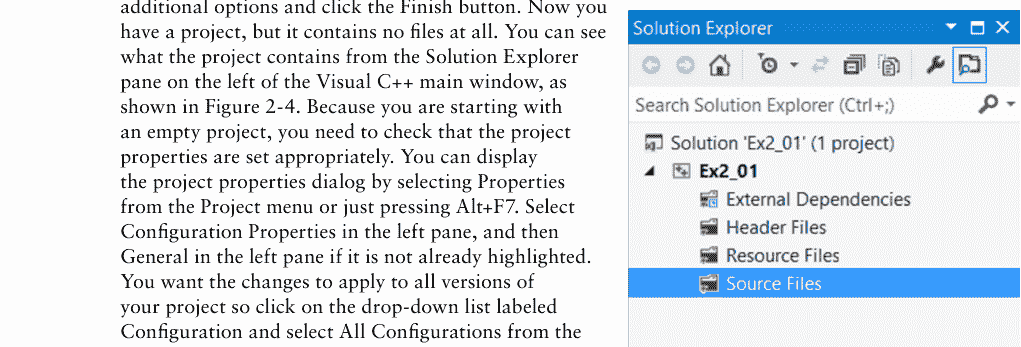 additional options and click the Finish button. Now you
have a project, but it contains no files at all. You can see
what the project contains from the Solution Explorer
pane on the left of the Visual C++ main window, as
shown in Figure 2-4. Because you are starting with
an empty project, you need to check that the project
properties are set appropriately. You can display
the project properties dialog by selecting Properties
from the Project menu or just pressing Alt+F7. Select
Configuration Properties in the left pane, and then
General in the left pane if it is not already highlighted.
You want the changes to apply to all versions of
your project so click on the drop-down list labeled
Configuration and select All Configurations from the
Solution Explorer
Search Solution Explorer (Ctrl+;)
Solution 'Ex2_01' (1 project)
Ex2_01
External Dependencies
Header Files
Resource Files
Source Files